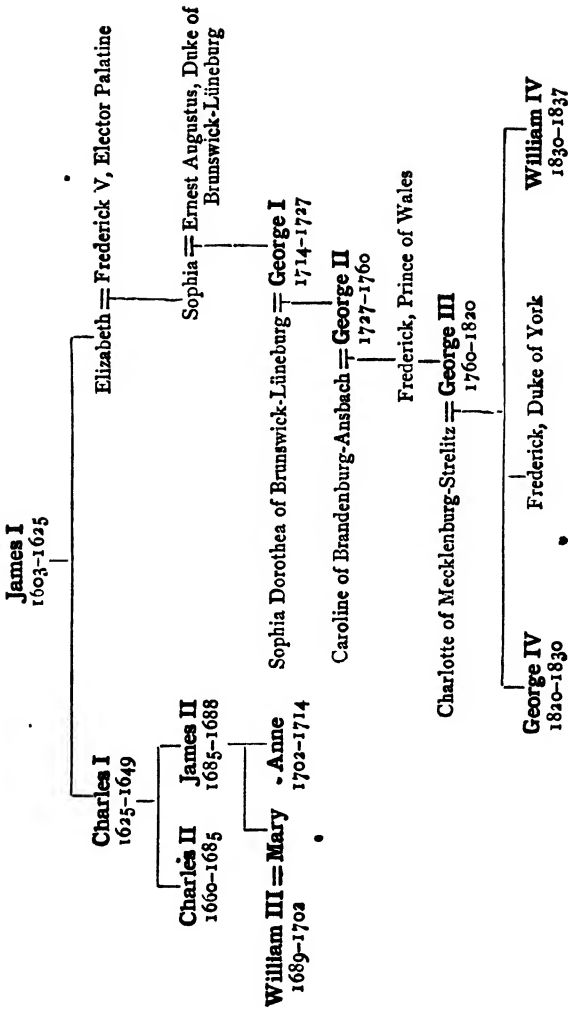 James I
1603–1625
Charles I
1625–1649
Elizabeth = Frederick V, Elector Palatine
Charles II
1660–1685
James II
1685–1688
Sophia = Ernest Augustus, Duke of
Brunswick-Lüneburg
William III = Mary
1689–1702
Anne
1702–1714
Sophia Dorothea of Brunswick-Lüneburg = George I
1714–1727
Caroline of Brandenburg-Ansbach = George II
1727–1760
Frederick, Prince of Wales
Charlotte of Mecklenburg-Strelitz = George III
1760–1820
George IV
1820–1830
Frederick, Duke of York
William IV
1830–1837